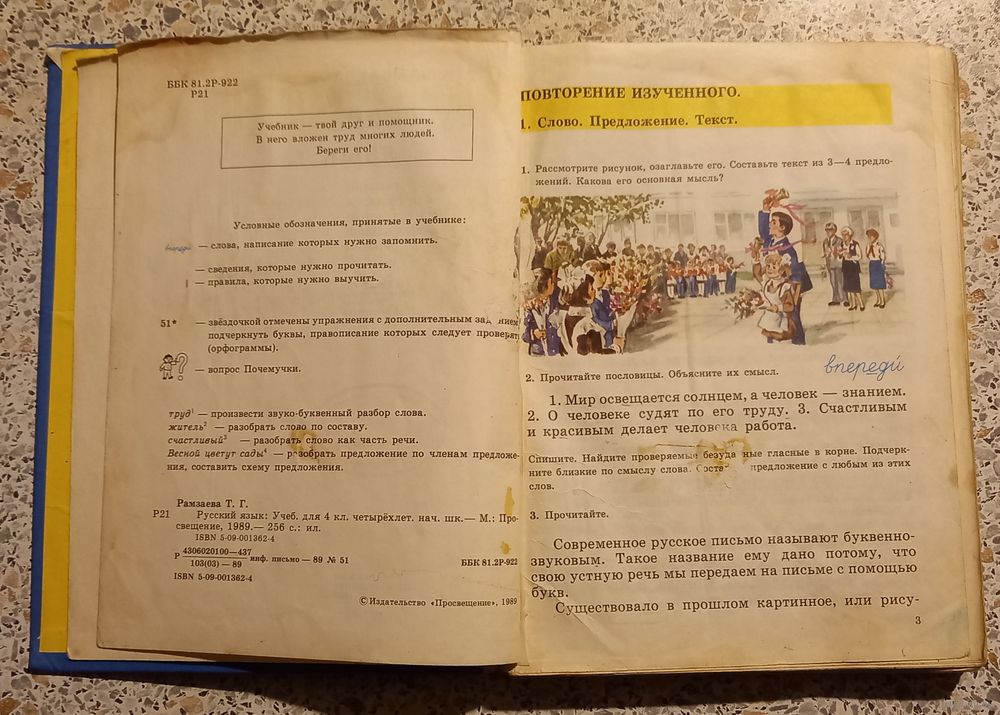 ББК 81.2Р-922
Р21
Учебник — твой друг и помощник.
В него вложен труд многих людей.
Береги его!
Условные обозначения, принятые в учебнике:
впереди — слова, написание которых нужно запомнить.
— сведения, которые нужно прочитать.
— правила, которые нужно выучить.
51* — звёздочкой отмечены упражнения с дополнительным заданием
подчеркнуть буквы, правописание которых следует проверять
(орфограммы).
— вопрос Почемучки.
труд¹ — произвести звуко-буквенный разбор слова.
житель² — разобрать слово по составу.
счастливый³ — разобрать слово как часть речи.
Весной цветут сады⁴ — разобрать предложение по членам предложе-
ния, составить схему предложения.
Рамзаева Т. Г.
Р21 Русский язык: Учеб. для 4 кл. четырёхлет. нач. шк.— М.: Про-
свещение, 1989.— 256 с.: ил.
ISBN 5-09-001362-4
Р 4306020100—437
103(03) — 89 инф. письмо — 89 № 51 ББК 81.2Р-922
ISBN 5-09-001362-4
© Издательство «Просвещение», 1989
ПОВТОРЕНИЕ ИЗУЧЕННОГО.
1. Слово. Предложение. Текст.
1. Рассмотрите рисунок, озаглавьте его. Составьте текст из 3—4 предло-
жений. Какова его основная мысль?
впереди́
2. Прочитайте пословицы. Объясните их смысл.
1. Мир освещается солнцем, а человек — знанием.
2. О человеке судят по его труду. 3. Счастливым
и красивым делает человека работа.
Спишите. Найдите проверяемые безуда ные гласные в корне. Подчерк-
ните близкие по смыслу слова. Состав предложение с любым из этих
слов.
3. Прочитайте.
Современное русское письмо называют буквенно-
звуковым. Такое название ему дано потому, что
свою устную речь мы передаем на письме с помощью
букв.
Существовало в прошлом картинное, или рису-
3